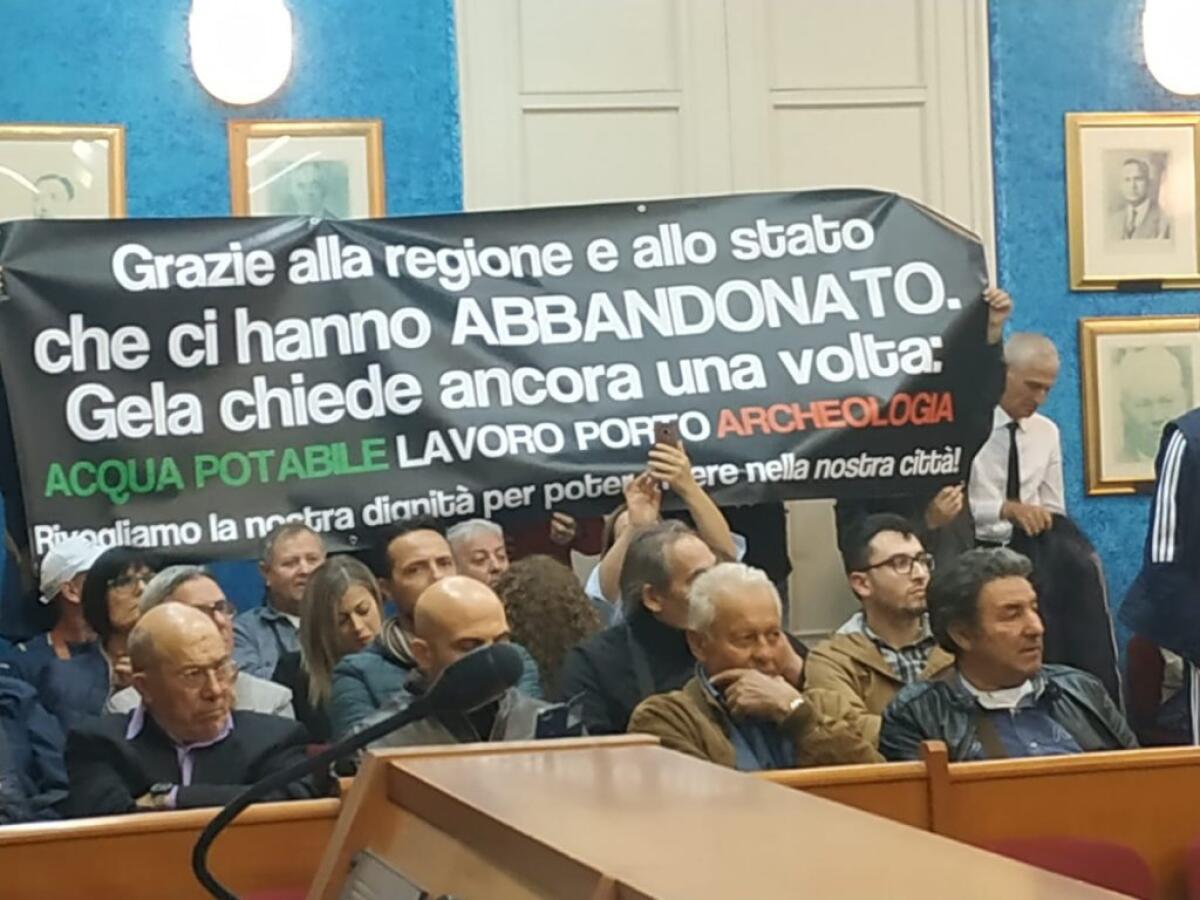 Grazie alla regione e allo stato
che ci hanno ABBANDONATO.
Gela chiede ancora una volta:
ACQUA POTABILE LAVORO PORTO ARCHEOLOGIA
Rivogliamo la nostra dignità per poter nella nostra città!